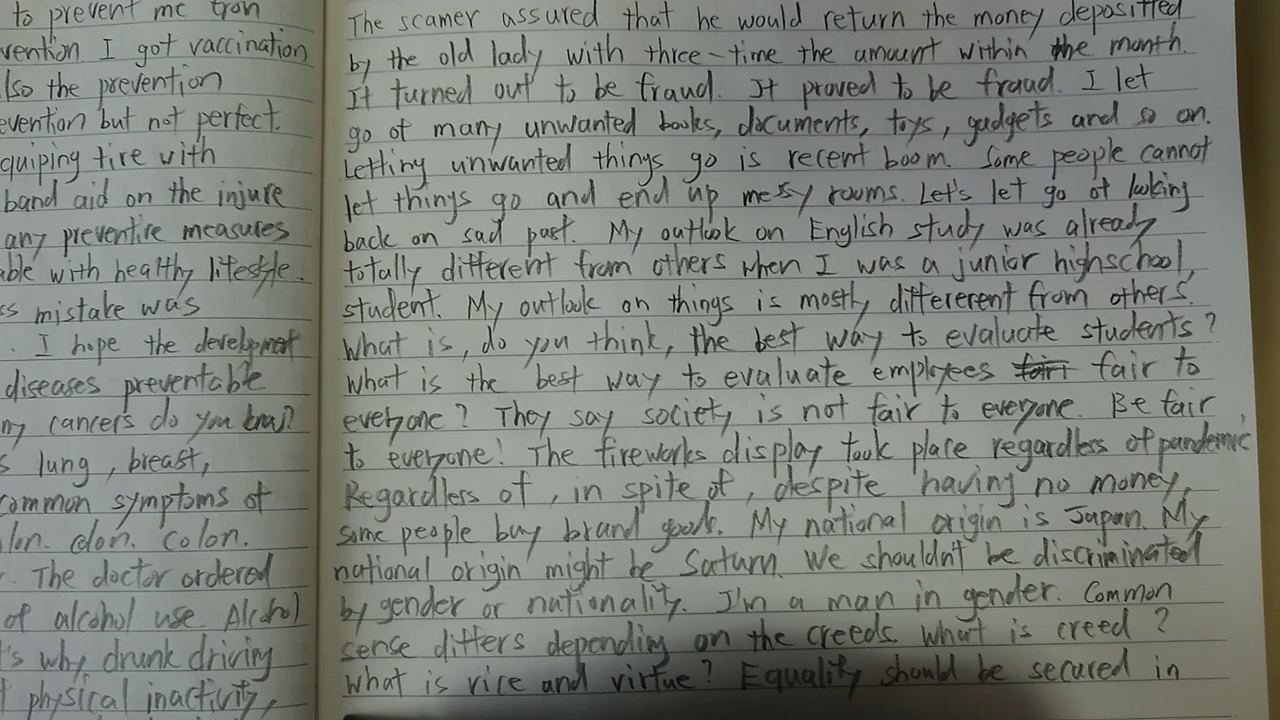 to prevent me from
vention I got vaccination
lso the prevention
evention but not perfect.
quiping tire with
band aid on the injure
any preventive measures
able with healthy lifestyle.
ss mistake was
. I hope the development
diseases preventable
ny cancers do you
s lung, breast,
common symptoms of
lon. colon. colon.
. The doctor ordered
of alcohol use. Alcohol
's why drunk driving
physical inactivity,
The scamer assured that he would return the money depositted
by the old lady with three-time the amount within the month.
It turned out to be fraud. It proved to be fraud. I let
go of many unwanted books, documents, toys, gadgets and so on.
Letting unwanted things go is recent boom. Some people cannot
let things go and end up messy rooms. Let's let go of looking
back on sad past. My outlook on English study was already
totally different from others when I was a junior highschool,
student. My outlook on things is mostly differerent from others.
What is, do you think, the best way to evaluate students?
What is the best way to evaluate employees fair to
everyone? They say society is not fair to everyone. Be fair
to everyone! The fireworks display took place regardless of pandemic.
Regardless of, in spite of, despite having no money,
some people buy brand goods. My national origin is Japan. My
national origin might be Saturn. We shouldn't be discriminated
by gender or nationality. I'm a man in gender. Common
sense differs depending on the creeds. What is creed?
What is vice and virtue? Equality should be secured in